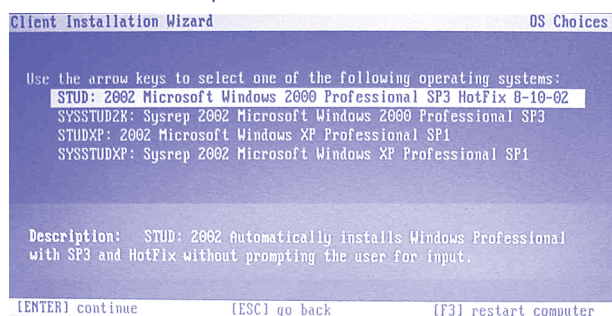 Client Installation Wizard OS Choices
Use the arrow keys to select one of the following operating systems:
STUD: 2002 Microsoft Windows 2000 Professional SP3 HotFix 8-10-02
SYSSTUD2K: Sysrep 2002 Microsoft Windows 2000 Professional SP3
STUDXP: 2002 Microsoft Windows XP Professional SP1
SYSSTUDXP: Sysrep 2002 Microsoft Windows XP Professional SP1
Description: STUD: 2002 Automatically installs Windows Professional
with SP3 and HotFix without prompting the user for input.
[ENTER] continue [ESC] go back [F3] restart computer